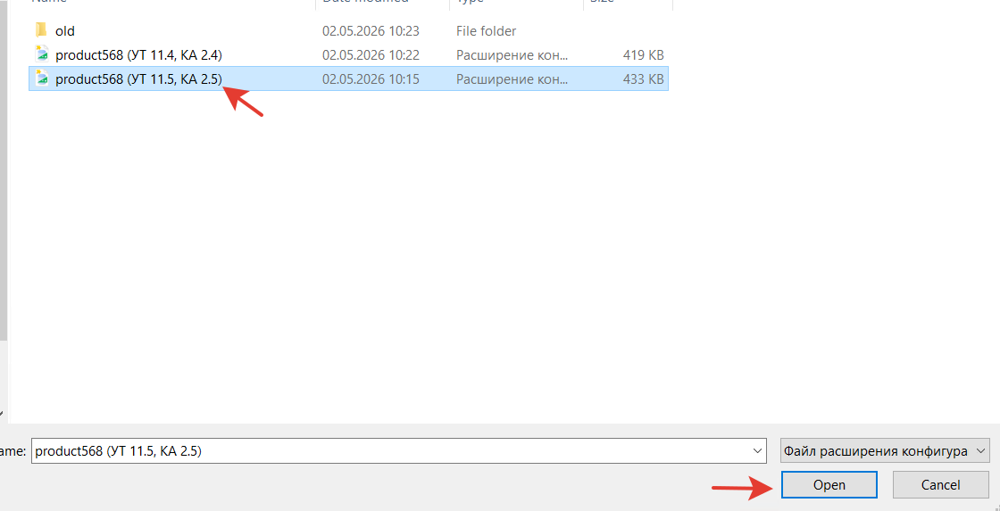 Name Date modified Type Size
old 02.05.2026 10:23 File folder
product568 (УТ 11.4, КА 2.4) 02.05.2026 10:22 Расширение кон... 419 KB
product568 (УТ 11.5, КА 2.5) 02.05.2026 10:15 Расширение кон... 433 KB
ame: product568 (УТ 11.5, КА 2.5) Файл расширения конфигура
Open Cancel